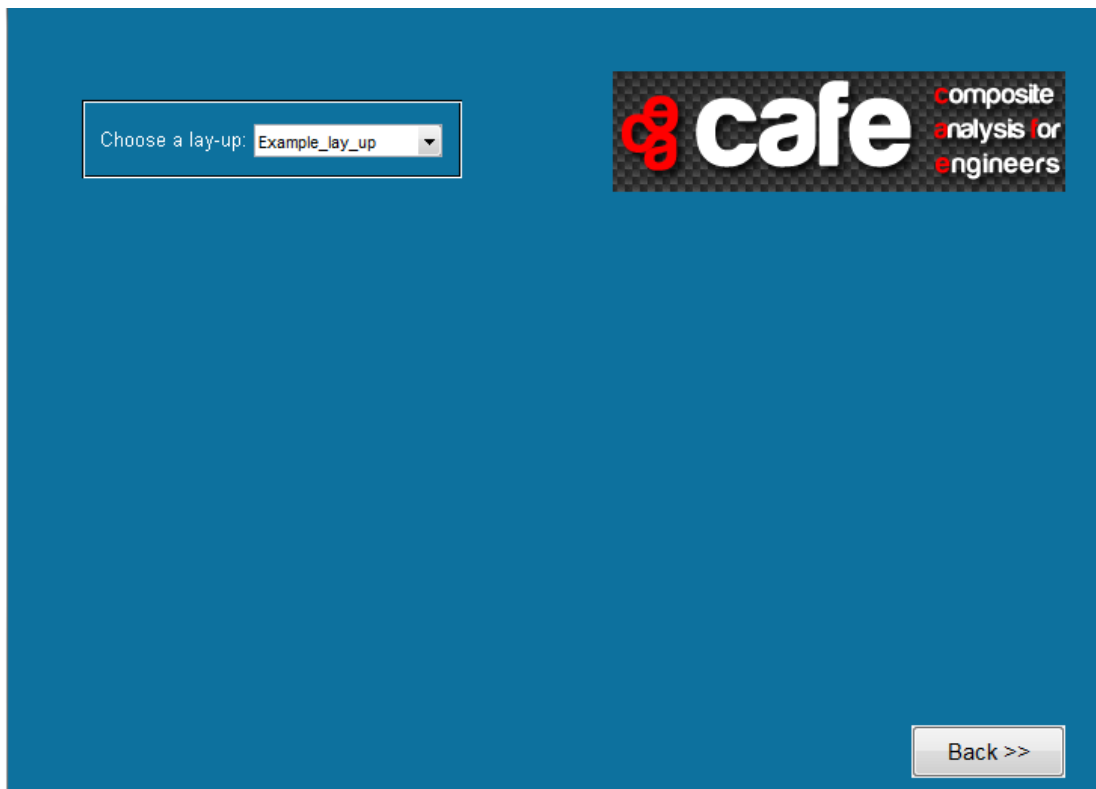 Choose a lay-up: Example_lay_up
cafe
composite
analysis for
engineers
Back >>